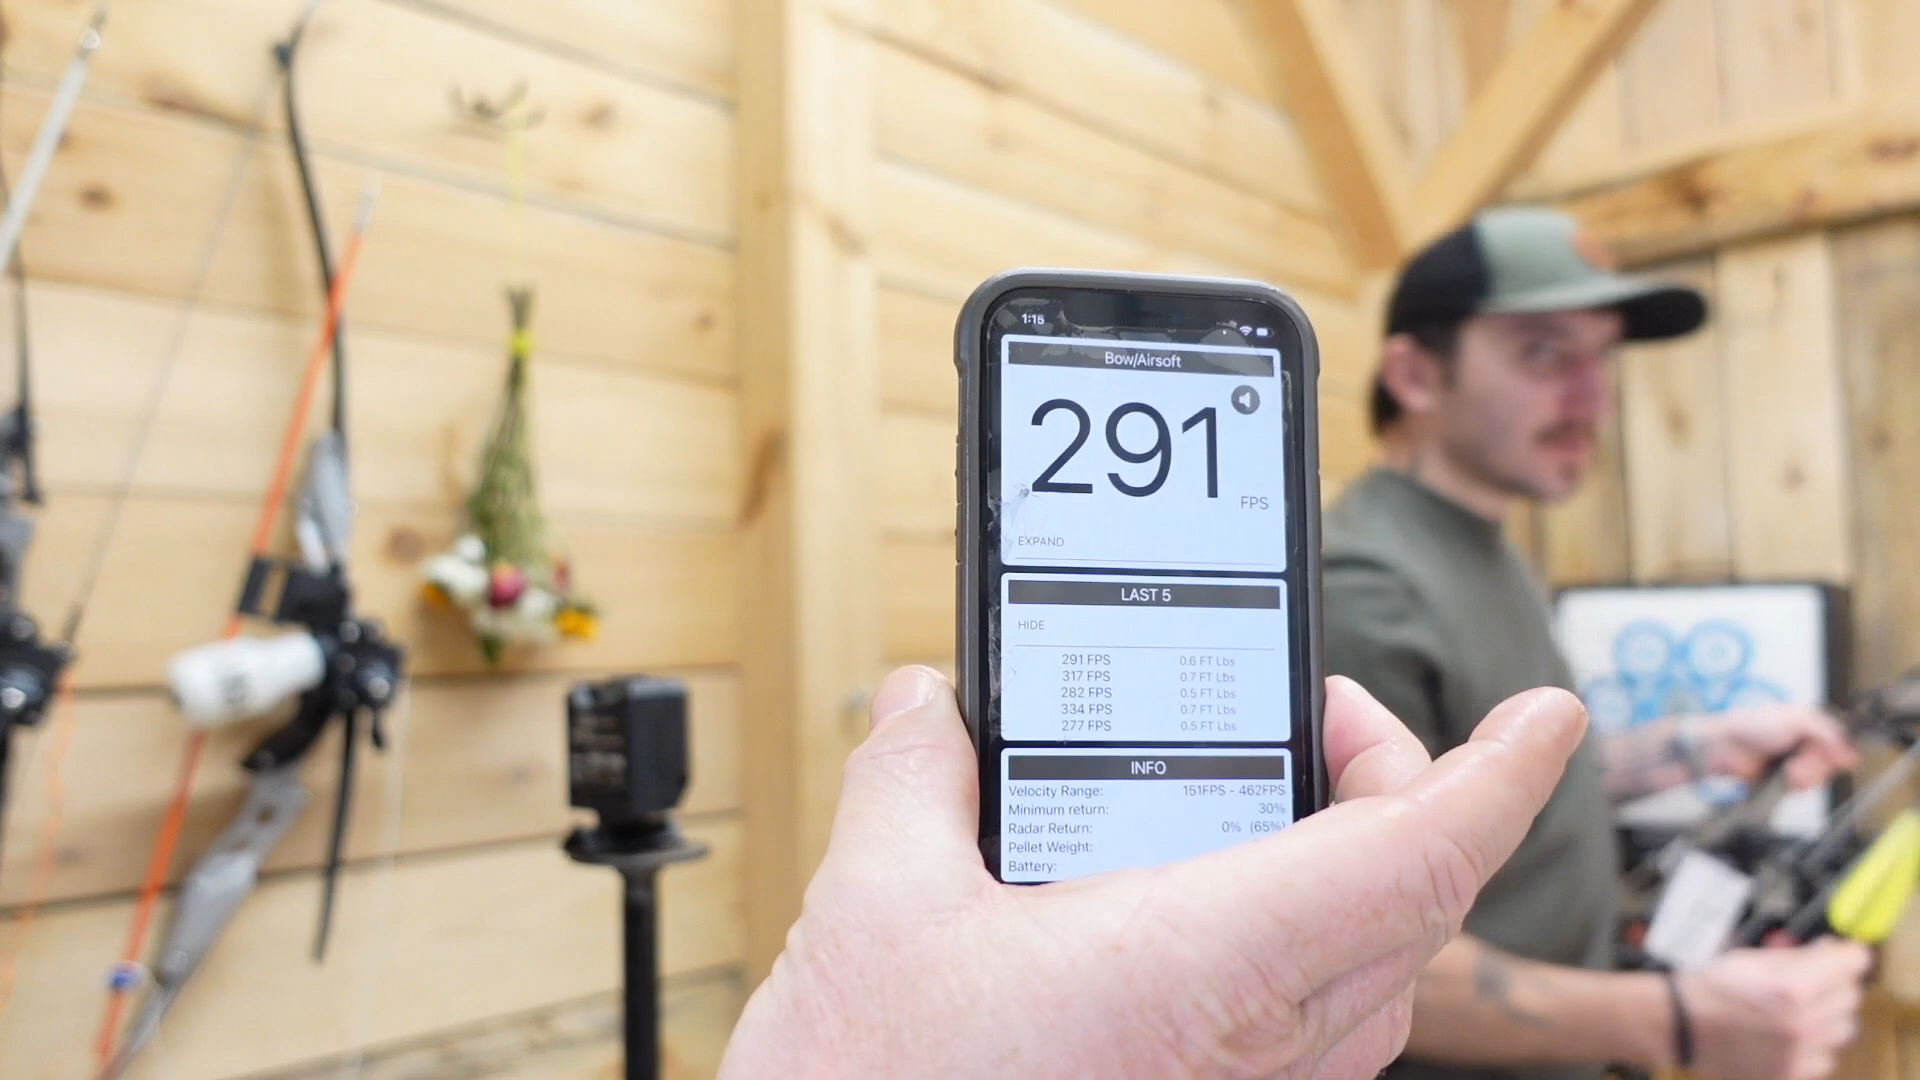 1:15
Bow/Airsoft
291
FPS
EXPAND
LAST 5
HIDE
291 FPS 0.6 FT Lbs
317 FPS 0.7 FT Lbs
282 FPS 0.5 FT Lbs
334 FPS 0.7 FT Lbs
277 FPS 0.5 FT Lbs
INFO
Velocity Range: 151FPS - 462FPS
Minimum return: 30%
Radar Return: 0% (65%)
Pellet Weight:
Battery: